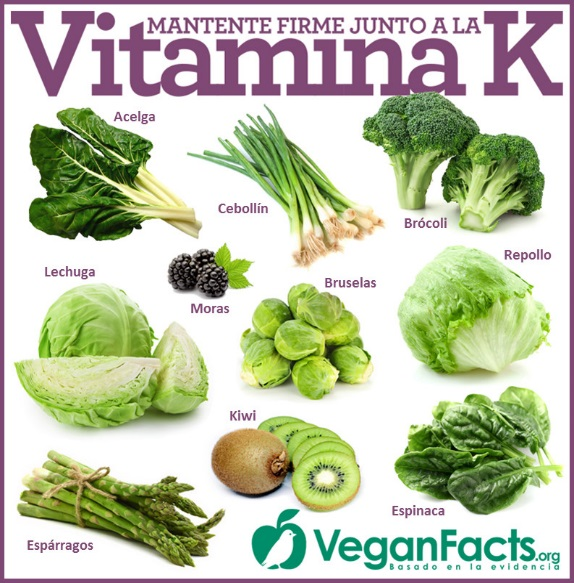 MANTENTE FIRME JUNTO A LA
Vitamina K
Acelga
Cebollín
Brócoli
Lechuga
Moras
Bruselas
Repollo
Kiwi
Espárragos
Espinaca
VeganFacts.org
Basado en la evidencia